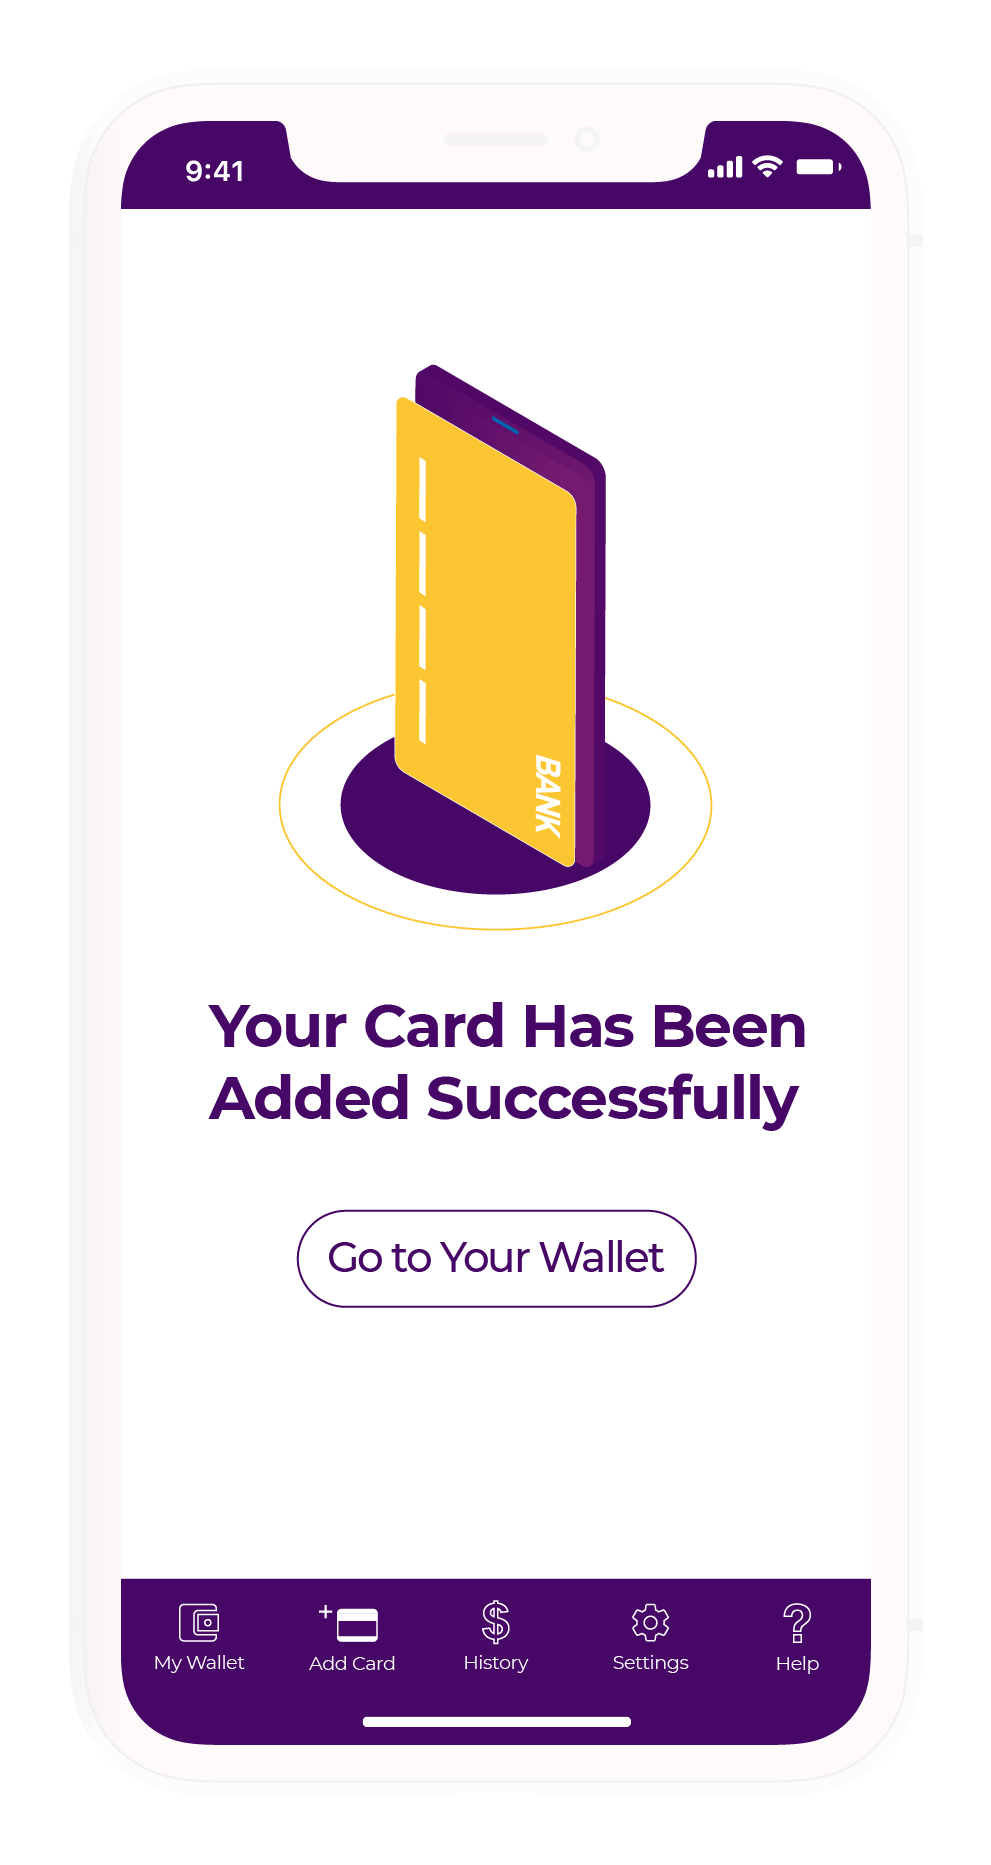 9:41
BANK
Your Card Has Been
Added Successfully
Go to Your Wallet
My Wallet
Add Card
History
Settings
Help